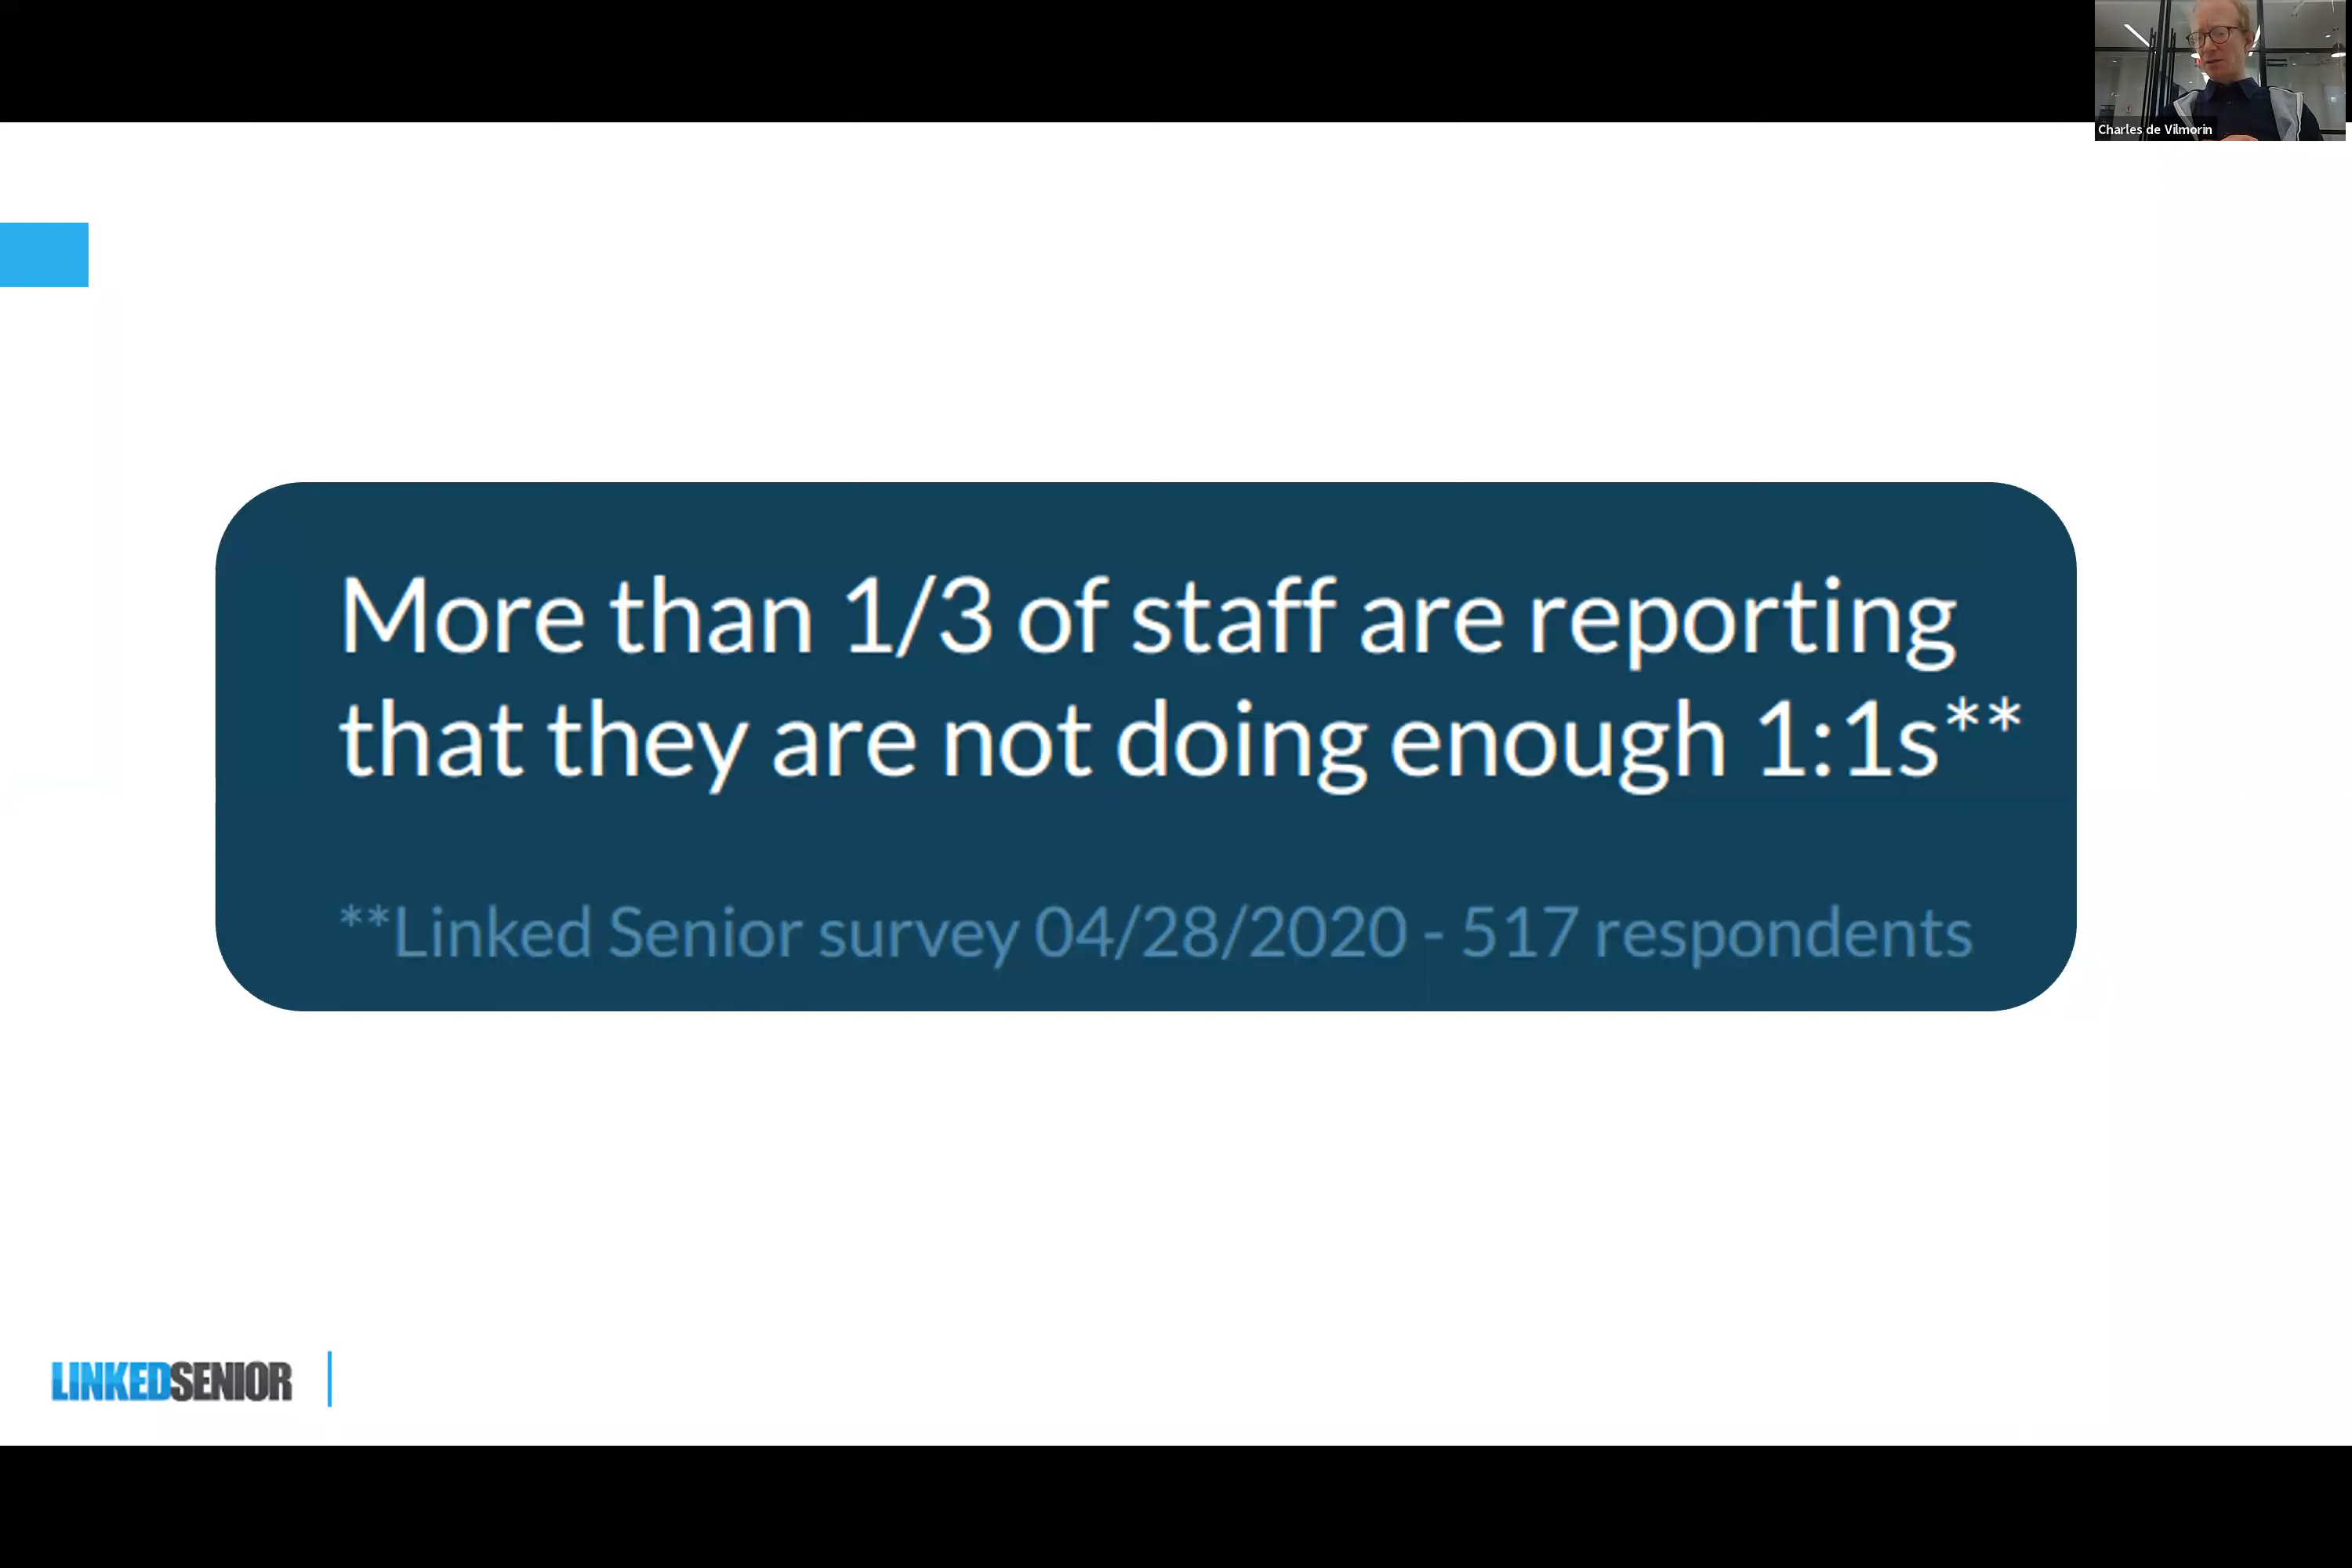 Charles de Vilmorin
More than 1/3 of staff are reporting
that they are not doing enough 1:1s**
**Linked Senior survey 04/28/2020 - 517 respondents
LINKEDSENIOR